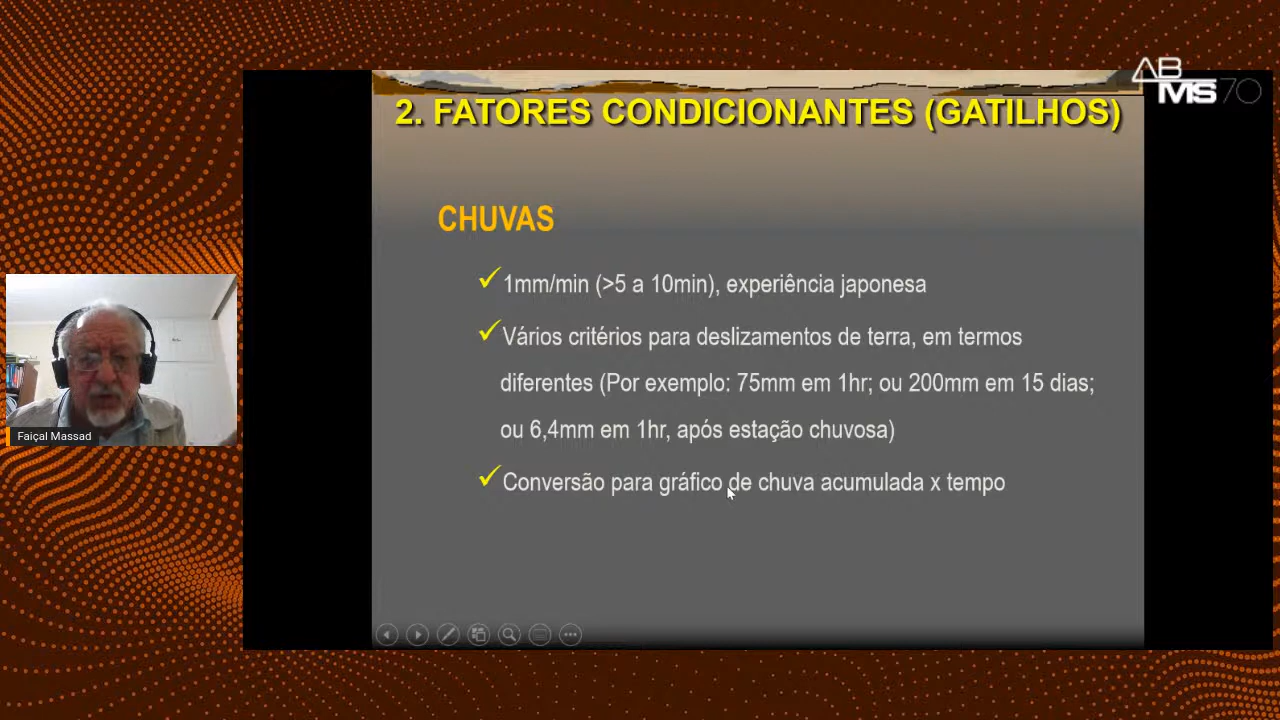 ABMS70
2. FATORES CONDICIONANTES (GATILHOS)
CHUVAS
1mm/min (>5 a 10min), experiência japonesa
Vários critérios para deslizamentos de terra, em termos
diferentes (Por exemplo: 75mm em 1hr; ou 200mm em 15 dias;
ou 6,4mm em 1hr, após estação chuvosa)
Conversão para gráfico de chuva acumulada x tempo
Faiçal Massad